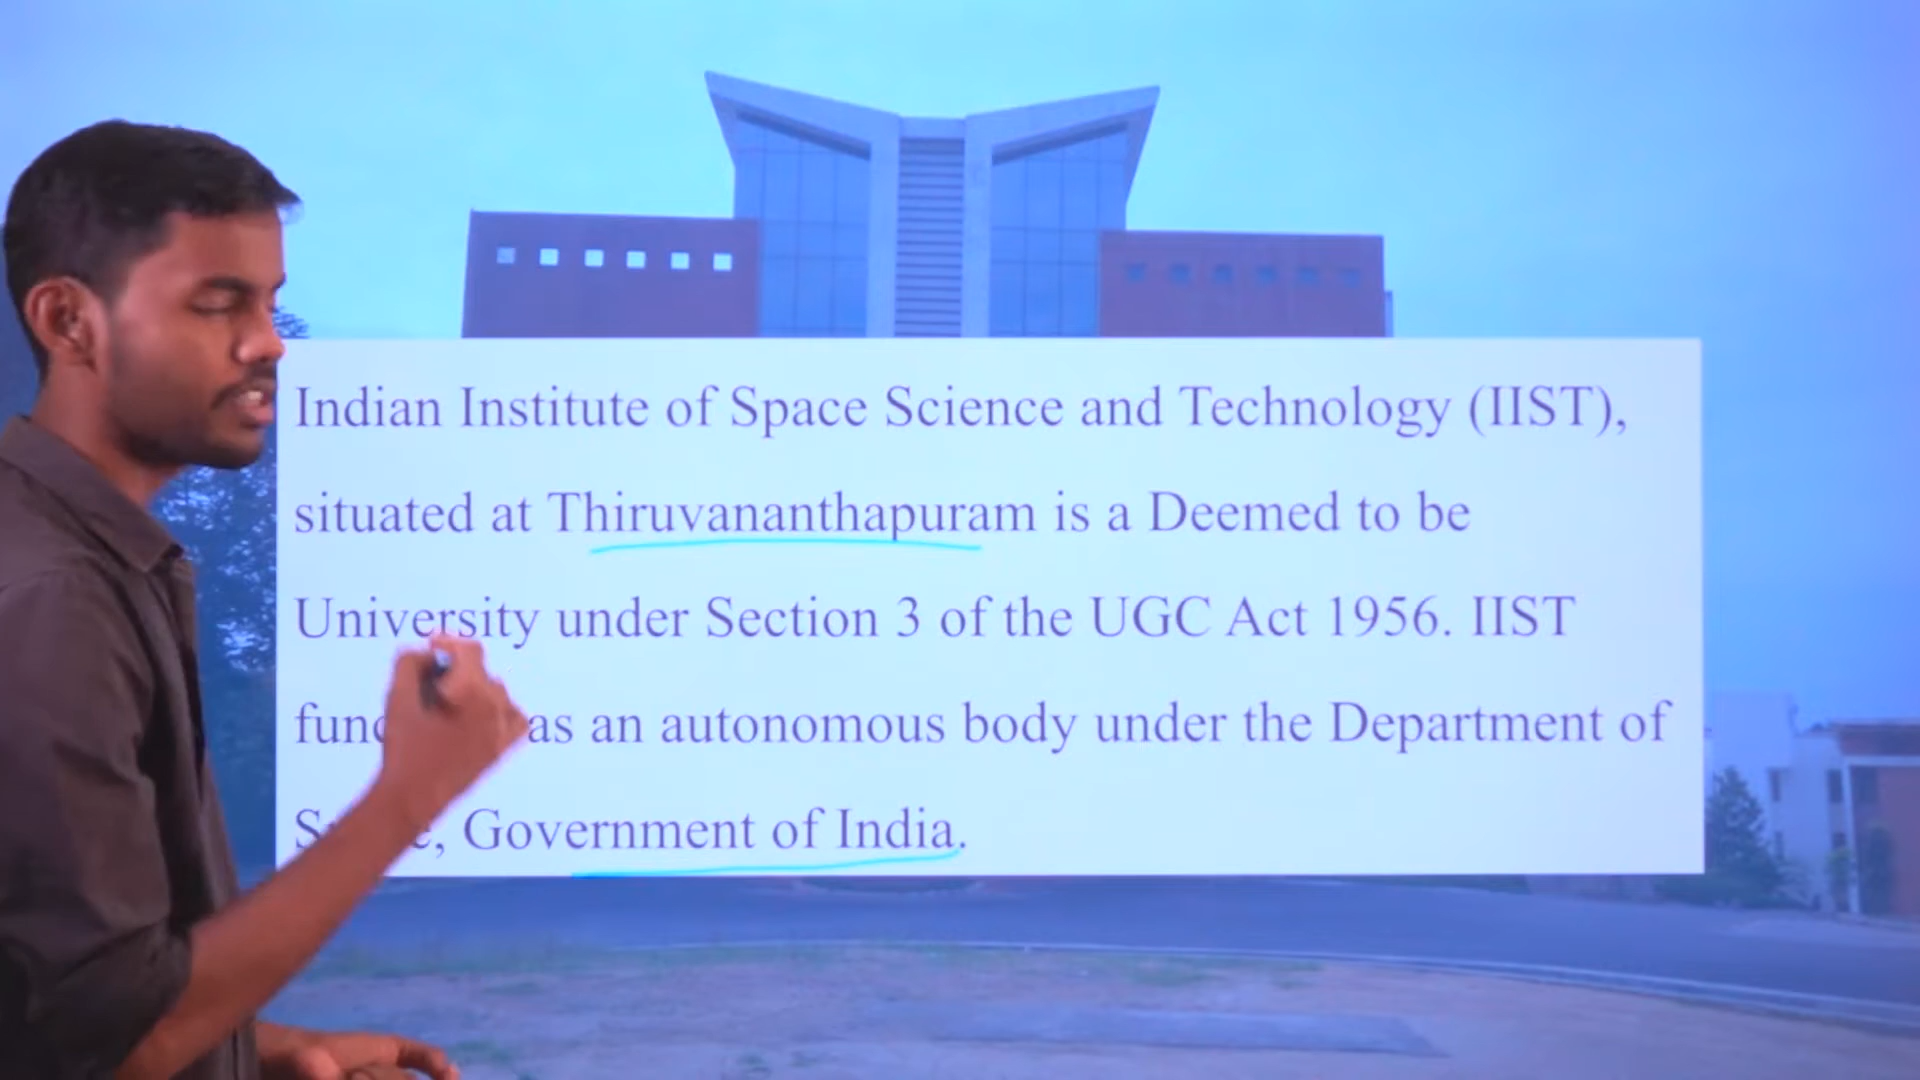 Indian Institute of Space Science and Technology (IIST),
situated at Thiruvananthapuram is a Deemed to be
University under Section 3 of the UGC Act 1956. IIST
as an autonomous body under the Department of
Government of India.